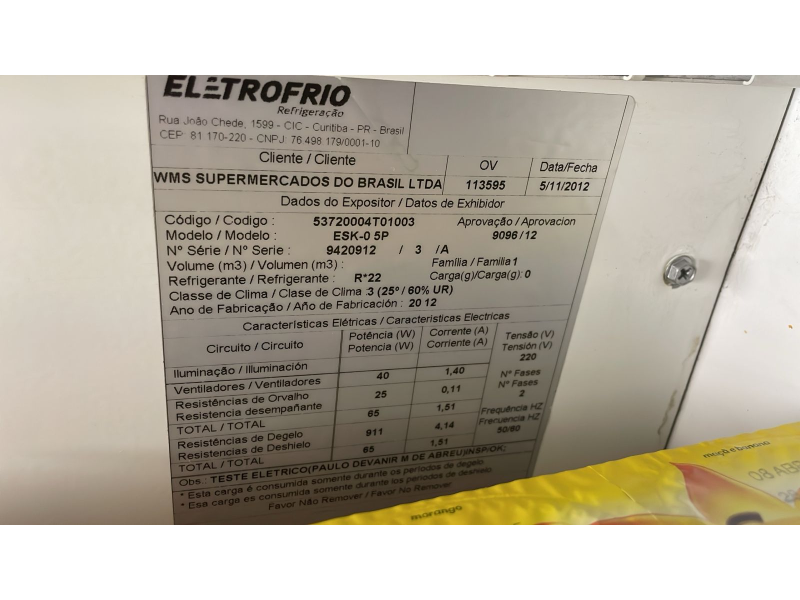 ELETROFRIO
Refrigeração
Rua João Chede, 1599 - CIC - Curitiba - PR - Brasil
CEP: 81 170-220 - CNPJ 76 498 179/0001-10
Cliente / Cliente OV Data/Fecha
WMS SUPERMERCADOS DO BRASIL LTDA 113595 5/11/2012
Dados do Expositor / Datos de Exhibidor
Código / Codigo : 53720004T01003 Aprovação / Aprovacion
Modelo / Modelo : ESK-0 5P 9096 / 12
Nº Série / Nº Serie : 9420912 / 3 / A
Volume (m3) / Volumen (m3) : Família / Familia 1
Refrigerante / Refrigerante : R*22 Carga(g)/Carga(g): 0
Classe de Clima / Clase de Clima :3 (25º / 60% UR)
Ano de Fabricação / Año de Fabricación : 20 12
Características Elétricas / Características Electricas
Circuito / Circuito Potência (W) Corrente (A) Tensão (V)
Potencia (W) Corriente (A) Tensión (V)
220
Iluminação / Illuminación 40 1,40 Nº Fases
Ventiladores / Ventiladores 25 0,11 Nº Fases
2
Resistências de Orvalho
Resistencia desempañante 65 1,51 Frequência HZ
TOTAL / TOTAL 911 4,14 Frecuencia HZ
50/60
Resistências de Degelo
Resistencias de Deshielo 65 1,51
TOTAL / TOTAL
Obs.: TESTE ELETRICO(PAULO DEVANIR M DE ABREU)INSP/OK;
* Esta carga é consumida somente durante os períodos de degelo
* Esa carga es consumida somente durante los periodos de deshielo
Favor Não Remover / Favor No Remover
morango
maçã e banana